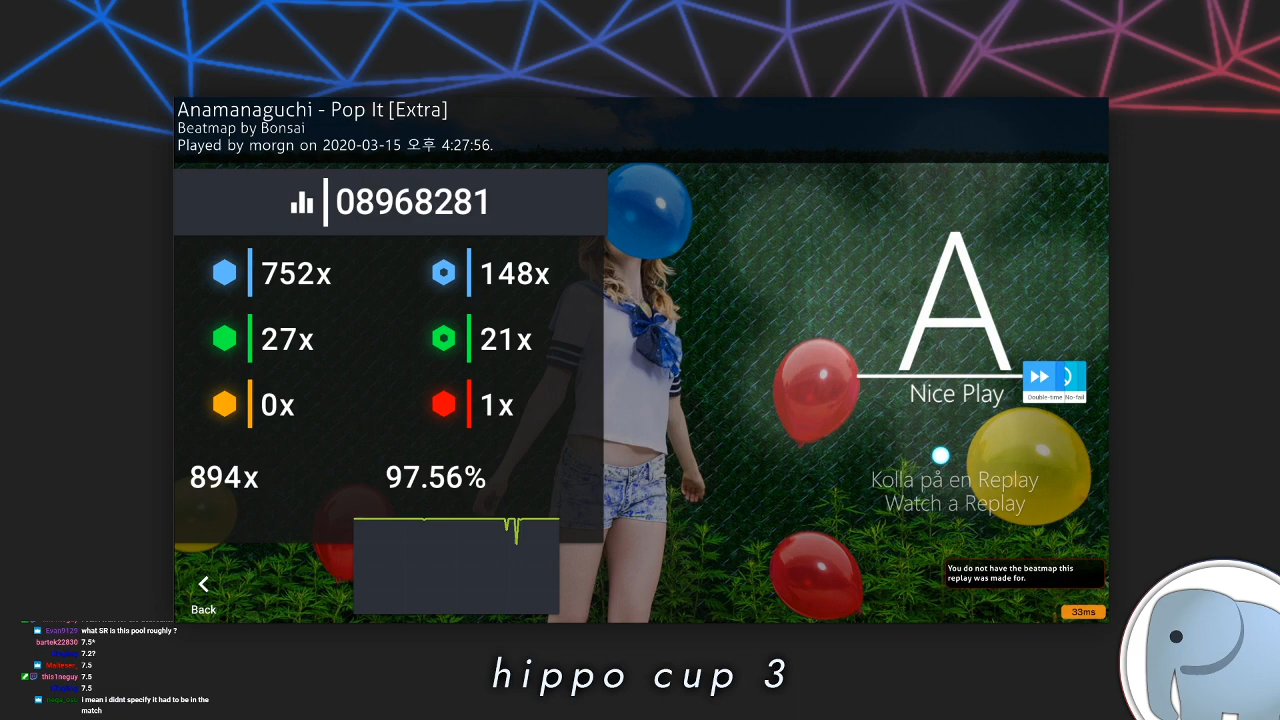 Anamanaguchi - Pop It [Extra]
Beatmap by Bonsai
Played by morgn on 2020-03-15 오후 4:27:56.
08968281
752x 148x
27x 21x
0x 1x
894x 97.56%
A
Nice Play
Double-time No-fail
Kolla på en Replay
Watch a Replay
You do not have the beatmap this
replay was made for.
33ms
Back
Evan9129 what SR is this pool roughly ?
bartek22830 7.5*
7.2?
Malteser_ 7.5
this1neguy 7.5
7.5
i mean i didnt specify it had to be in the
match
hippo cup 3